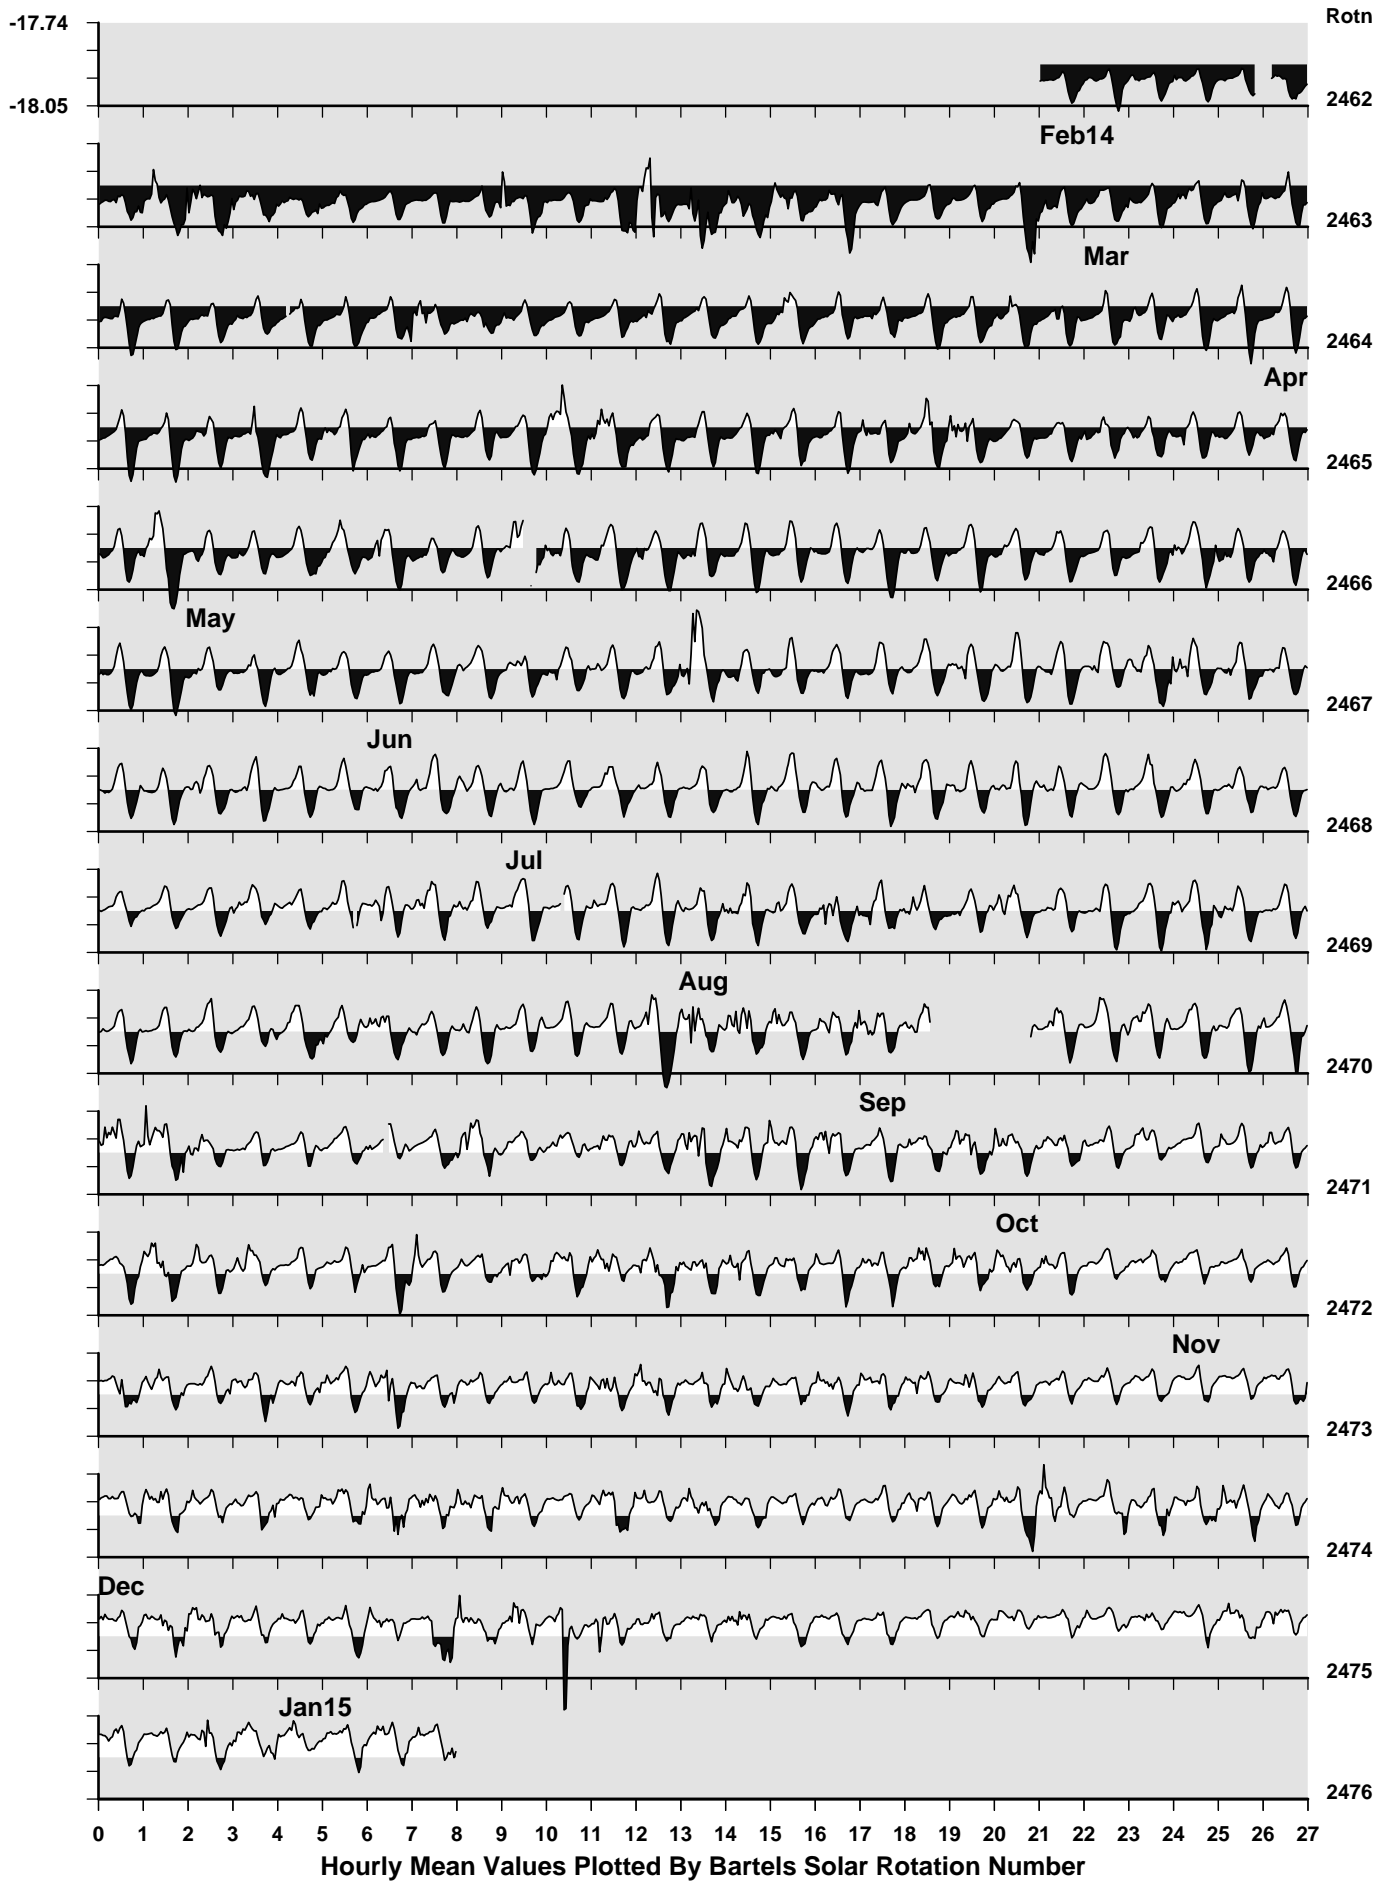 -17.74
Rotn
-18.05
2462
Feb14
2463
Mar
2464
Apr
2465
2466
May
2467
Jun
2468
Jul
2469
Aug
2470
Sep
2471
Oct
2472
Nov
2473
2474
Dec
2475
Jan15
2476
0 1 2 3 4 5 6 7 8 9 10 11 12 13 14 15 16 17 18 19 20 21 22 23 24 25 26 27
Hourly Mean Values Plotted By Bartels Solar Rotation Number